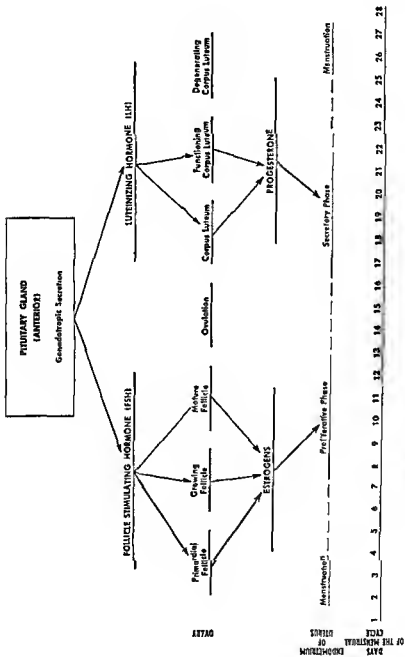 PITUITARY GLAND
(ANTERIOR)
Gonadotropic Secretion
FOLLICLE STIMULATING HORMONE (FSH)
LUTEINIZING HORMONE (LH)
OVARY
Primordial
Follicle
Growing
Follicle
Mature
Follicle
Ovulation
Corpus Luteum
Functioning
Corpus Luteum
Degenerating
Corpus Luteum
ESTROGENS
PROGESTERONE
ENDOMETRIUM
OF
UTERUS
Menstruation
Proliferative Phase
Secretory Phase
Menstruation
DAYS
OF THE MENSTRUAL
CYCLE
1 2 3 4 5 6 7 8 9 10 11 12 13 14 15 16 17 18 19 20 21 22 23 24 25 26 27 28